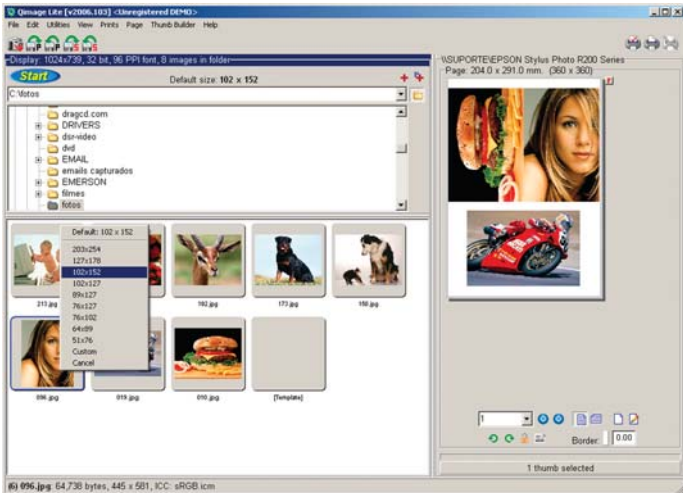 Qimage Lite [v2006.103] <Unregistered DEMO>
File Edit Utilities View Prints Page Thumb Builder Help
P P S S
Display: 1024x739, 32 bit, 96 PPI font, 8 images in folder
\\SUPORTE\EPSON Stylus Photo R200 Series
Page: 204.0 x 291.0 mm. (360 x 360)
Start
Default size: 102 x 152
C:\fotos
dragcd.com
DRIVERS
dsr-video
dvd
EMAIL
emails capturados
EMERSON
filmes
fotos
Default: 102 x 152
203x254
127x178
102x152
102x127
89x127
76x127
76x102
64x89
51x76
Custom
Cancel
213.jpg
192.jpg
173.jpg
158.jpg
096.jpg
019.jpg
010.jpg
[Template]
1
Border: 0.00
1 thumb selected
(6) 096.jpg: 64,738 bytes, 445 x 581, ICC: sRGB icm